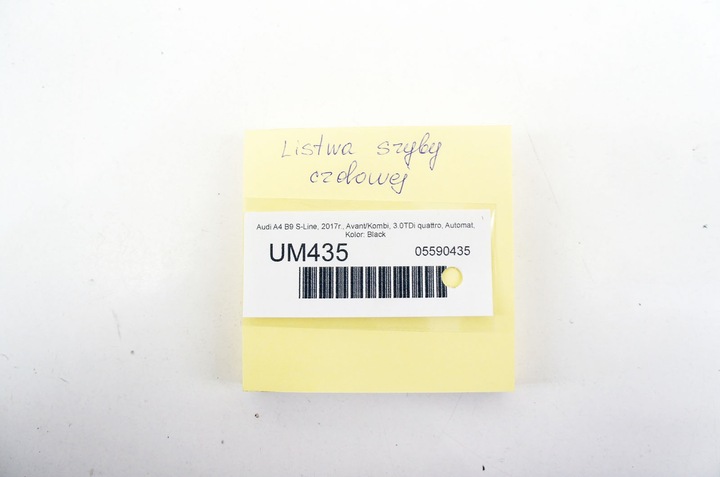 Listwa szyby
czołowej
Audi A4 B9 S-Line, 2017r., Avant/Kombi, 3.0TDi quattro, Automat,
Kolor: Black
UM435 05590435